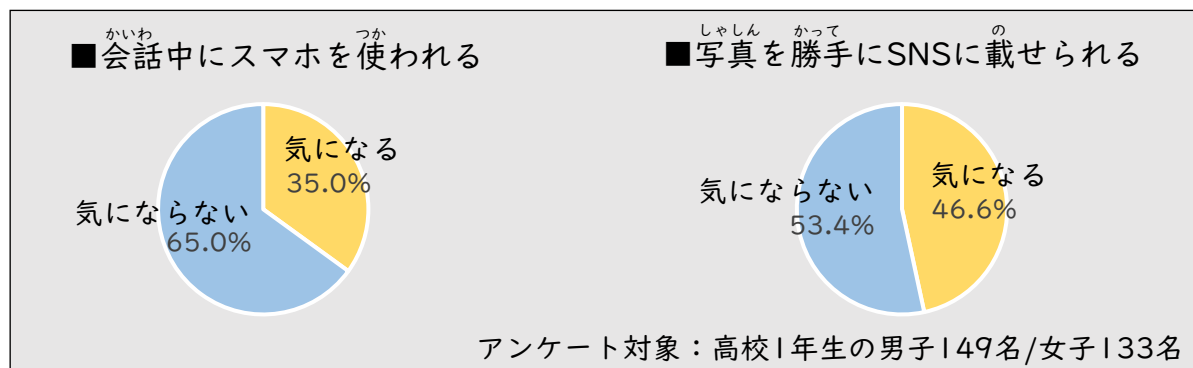 ■会話中にスマホを使われる
かいわ
つか
気になる
35.0%
気にならない
65.0%
■写真を勝手にSNSに載せられる
しゃしん
かって
の
気になる
46.6%
気にならない
53.4%
アンケート対象：高校1年生の男子149名/女子133名